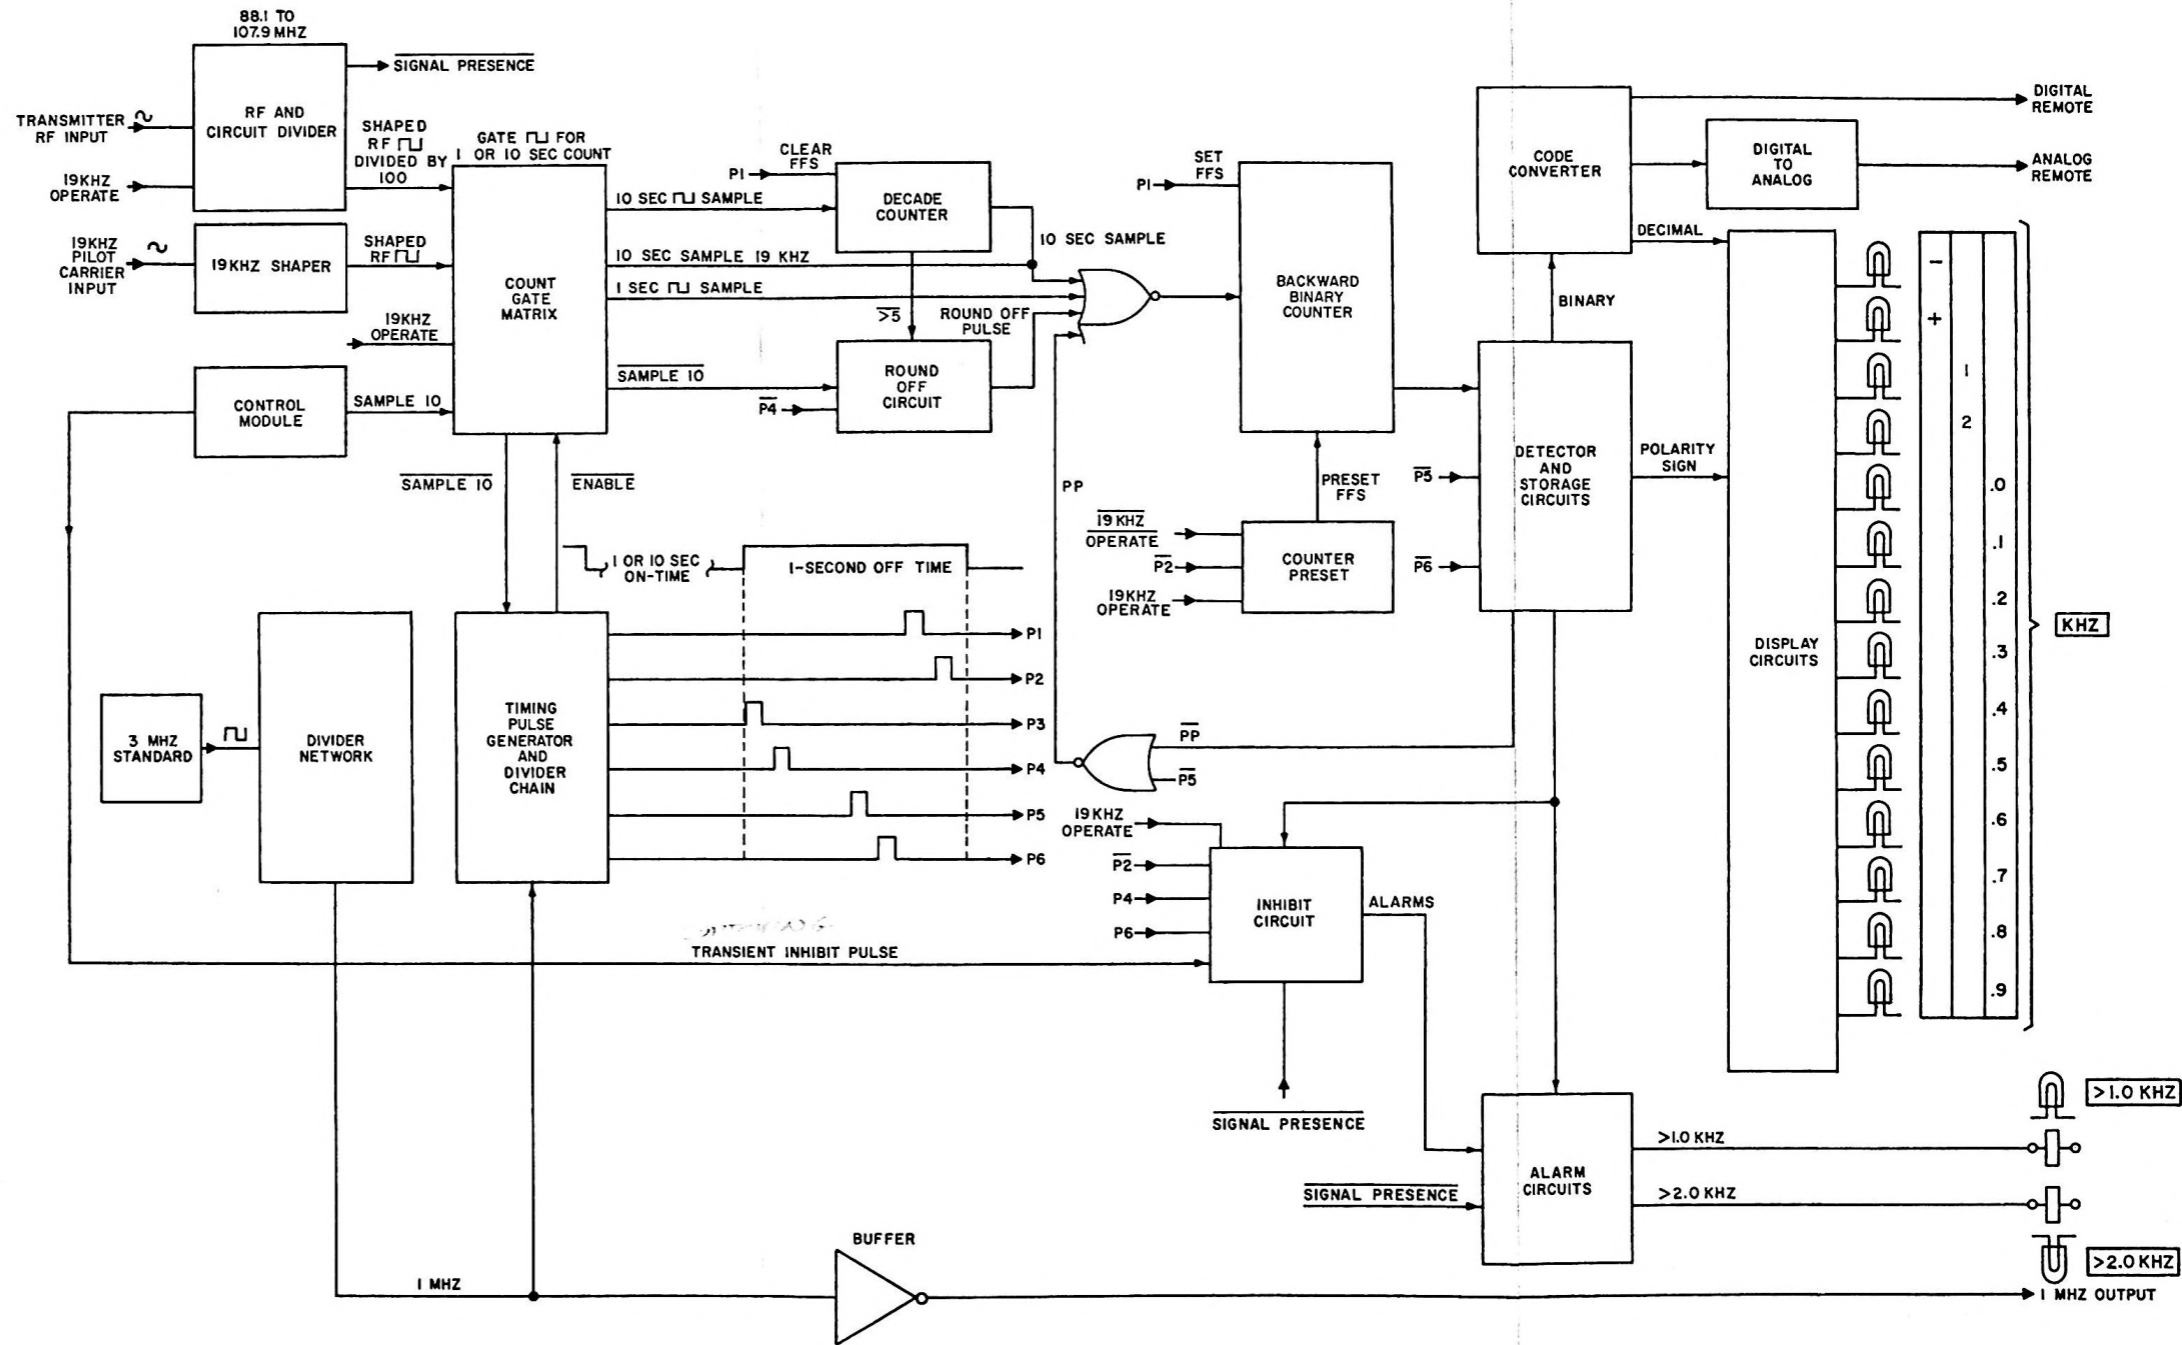 88.1 TO
107.9 MHZ
SIGNAL PRESENCE
RF AND
CIRCUIT DIVIDER
TRANSMITTER
RF INPUT
19KHZ
OPERATE
SHAPED
RF
DIVIDED BY
100
GATE FOR
1 OR 10 SEC COUNT
19KHZ
PILOT
CARRIER
INPUT
19KHZ SHAPER
SHAPED
RF
19KHZ
OPERATE
CONTROL
MODULE
SAMPLE 10
COUNT
GATE
MATRIX
CLEAR
FFS
P1
10 SEC SAMPLE
DECADE
COUNTER
10 SEC SAMPLE 19 KHZ
1 SEC SAMPLE
10 SEC SAMPLE
>5
ROUND OFF
PULSE
SAMPLE 10
P4
ROUND
OFF
CIRCUIT
SET
FFS
P1
BACKWARD
BINARY
COUNTER
CODE
CONVERTER
DIGITAL
REMOTE
DIGITAL
TO
ANALOG
ANALOG
REMOTE
DECIMAL
BINARY
SAMPLE 10
ENABLE
PP
PRESET
FFS
19 KHZ
OPERATE
P2
19KHZ
OPERATE
COUNTER
PRESET
P5
P6
DETECTOR
AND
STORAGE
CIRCUITS
POLARITY
SIGN
DISPLAY
CIRCUITS
-
+
1
2
.0
.1
.2
.3
.4
.5
.6
.7
.8
.9
KHZ
1 OR 10 SEC
ON-TIME
1-SECOND OFF TIME
P1
P2
P3
P4
P5
P6
3 MHZ
STANDARD
DIVIDER
NETWORK
TIMING
PULSE
GENERATOR
AND
DIVIDER
CHAIN
PP
P5
19KHZ
OPERATE
P2
P4
P6
INHIBIT
CIRCUIT
ALARMS
TRANSIENT INHIBIT PULSE
SIGNAL PRESENCE
SIGNAL PRESENCE
ALARM
CIRCUITS
>1.0 KHZ
>2.0 KHZ
>1.0 KHZ
>2.0 KHZ
BUFFER
1 MHZ
1 MHZ OUTPUT